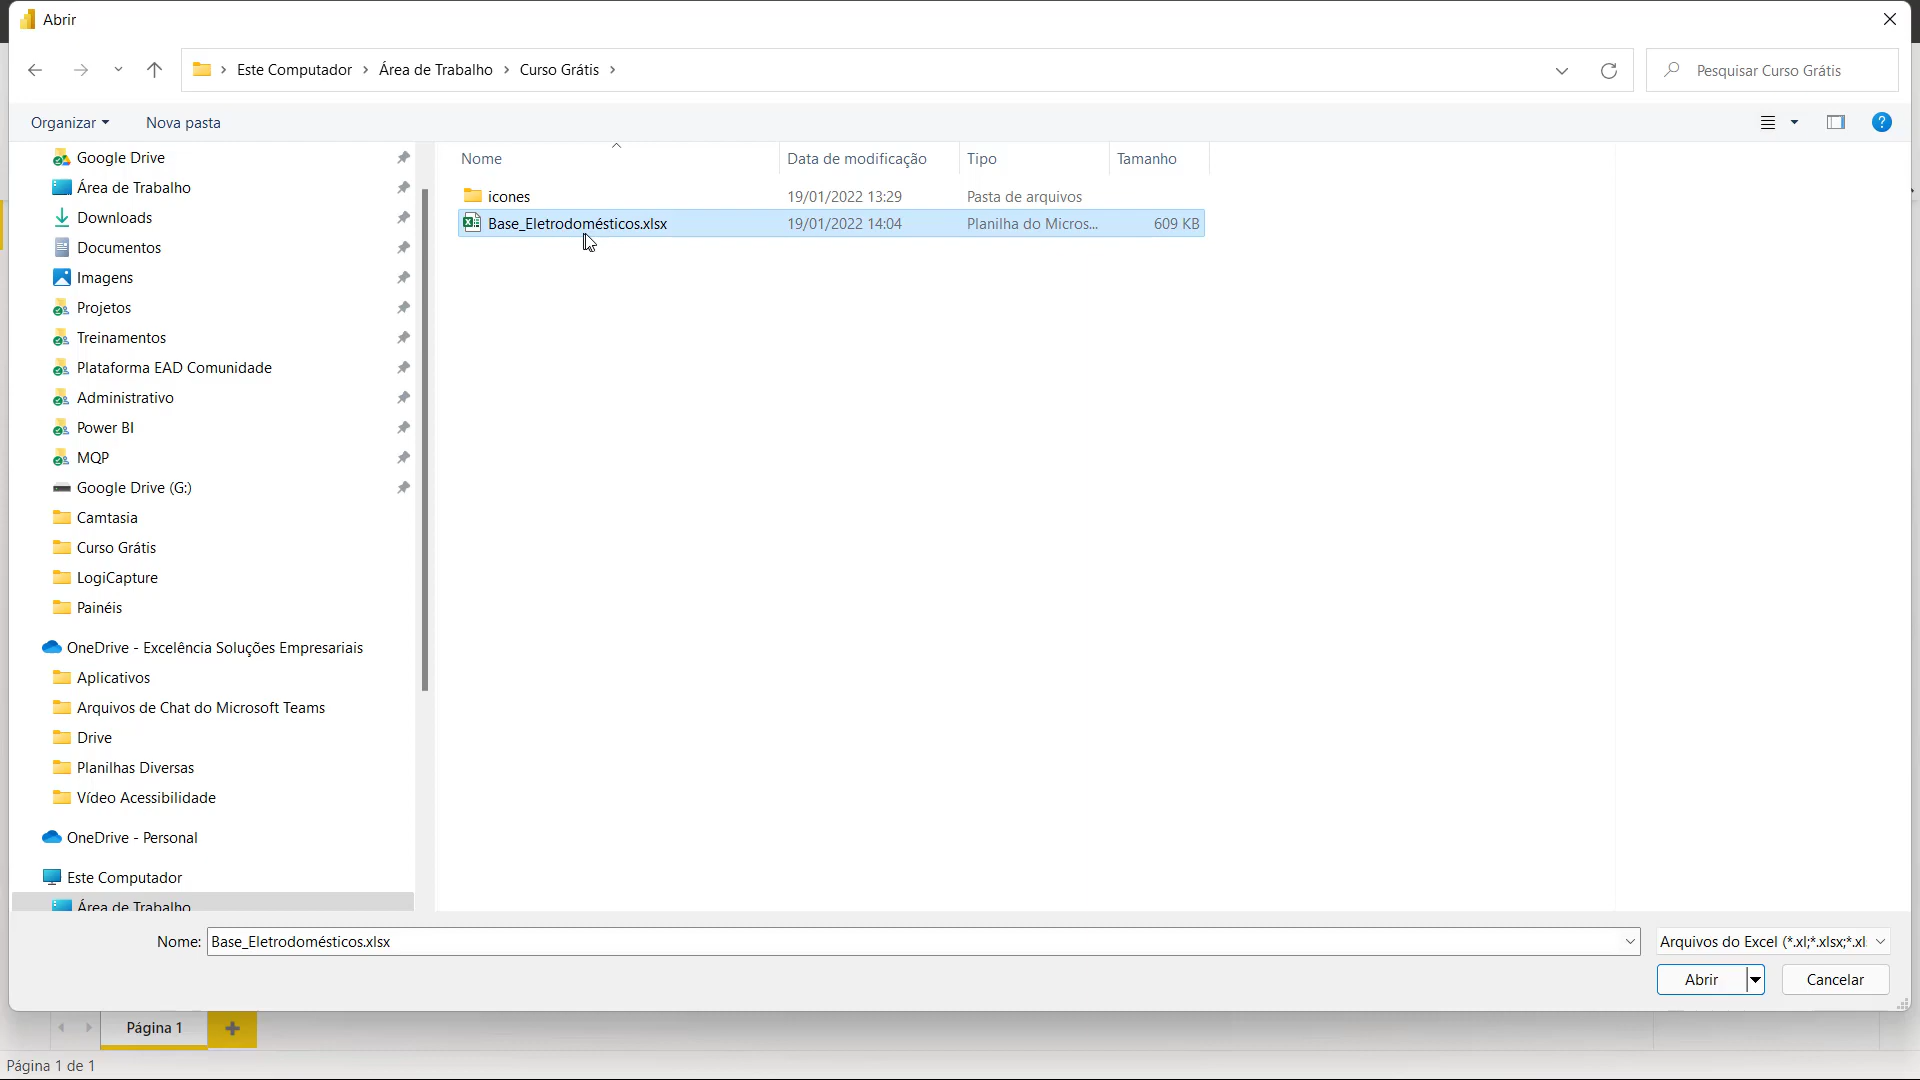 Abrir
Este Computador
Área de Trabalho
Curso Grátis
Pesquisar Curso Grátis
Organizar
Nova pasta
Nome
Data de modificação
Tipo
Tamanho
icones
19/01/2022 13:29
Pasta de arquivos
Base_Eletrodomésticos.xlsx
19/01/2022 14:04
Planilha do Micros...
609 KB
Google Drive
Área de Trabalho
Downloads
Documentos
Imagens
Projetos
Treinamentos
Plataforma EAD Comunidade
Administrativo
Power BI
MQP
Google Drive (G:)
Camtasia
Curso Grátis
LogiCapture
Painéis
OneDrive - Excelência Soluções Empresariais
Aplicativos
Arquivos de Chat do Microsoft Teams
Drive
Planilhas Diversas
Vídeo Acessibilidade
OneDrive - Personal
Este Computador
Área de Trabalho
Nome: Base_Eletrodomésticos.xlsx
Arquivos do Excel (*.xl;*.xlsx;*.xl
Abrir
Cancelar
Página 1
Página 1 de 1